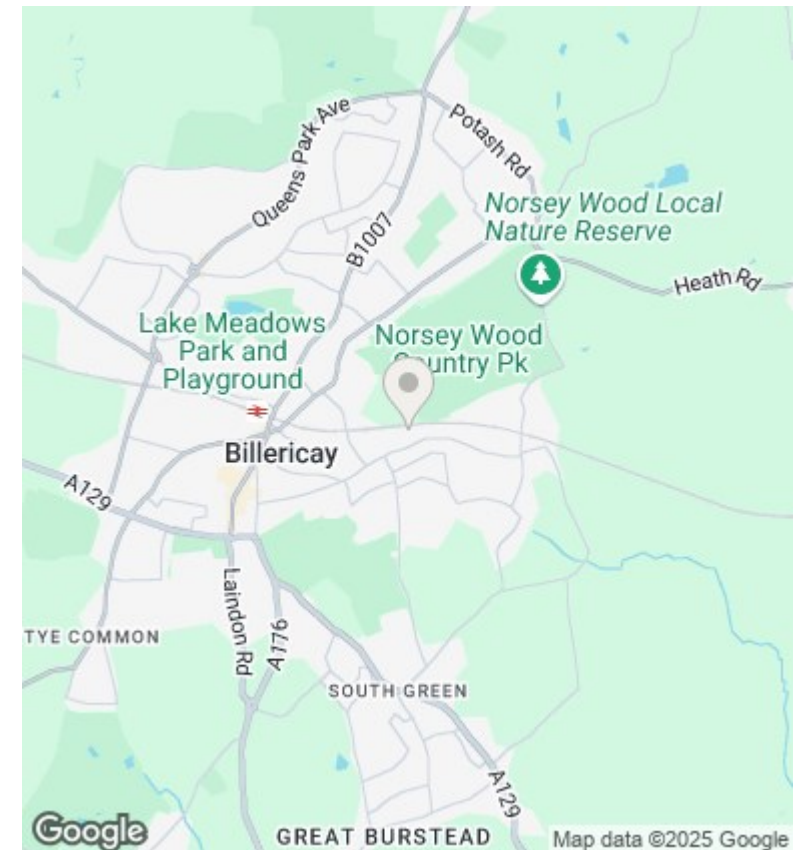 Queens Park Ave
Potash Rd
B1007
Norsey Wood Local
Nature Reserve
Heath Rd
Lake Meadows
Park and
Playground
Norsey Wood
Country Pk
Billericay
A129
Laindon Rd
A176
TYE COMMON
SOUTH GREEN
A129
Google
GREAT BURSTEAD
Map data ©2025 Google